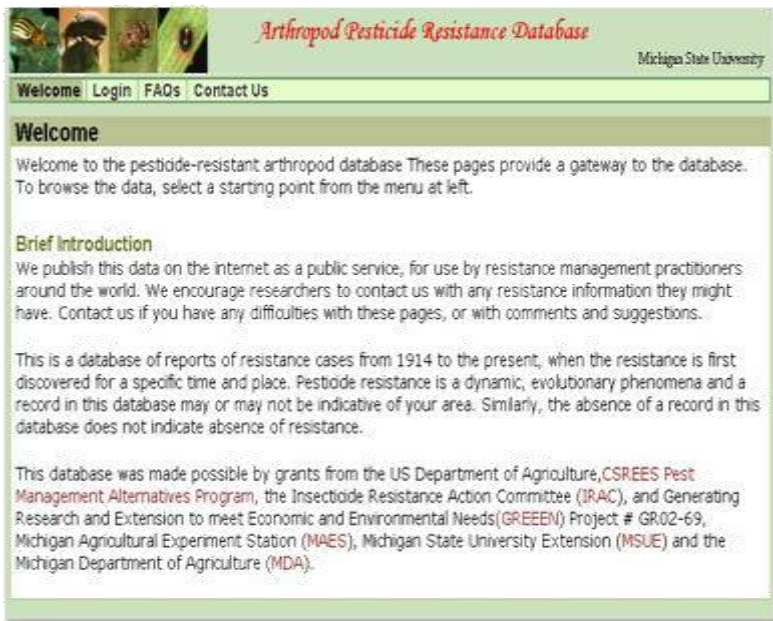 Arthropod Pesticide Resistance Database
Michigan State University
Welcome Login FAQs Contact Us
Welcome
Welcome to the pesticide-resistant arthropod database These pages provide a gateway to the database.
To browse the data, select a starting point from the menu at left.
Brief Introduction
We publish this data on the internet as a public service, for use by resistance management practitioners
around the world. We encourage researchers to contact us with any resistance information they might
have. Contact us if you have any difficulties with these pages, or with comments and suggestions.
This is a database of reports of resistance cases from 1914 to the present, when the resistance is first
discovered for a specific time and place. Pesticide resistance is a dynamic, evolutionary phenomena and a
record in this database may or may not be indicative of your area. Similarly, the absence of a record in this
database does not indicate absence of resistance.
This database was made possible by grants from the US Department of Agriculture,CSREES Pest
Management Alternatives Program, the Insecticide Resistance Action Committee (IRAC), and Generating
Research and Extension to meet Economic and Environmental Needs(GREEEN) Project # GR02-69,
Michigan Agricultural Experiment Station (MAES), Michigan State University Extension (MSUE) and the
Michigan Department of Agriculture (MDA).